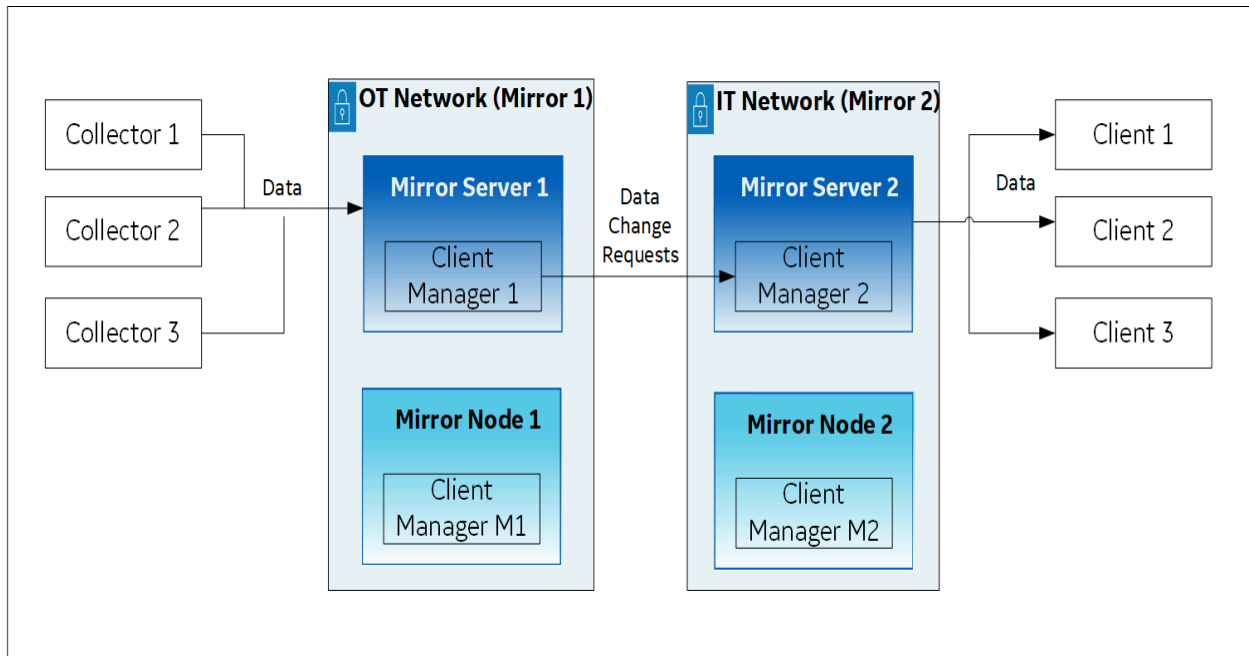 OT Network (Mirror 1)
IT Network (Mirror 2)
Collector 1
Collector 2
Collector 3
Data
Mirror Server 1
Client
Manager 1
Mirror Node 1
Client
Manager M1
Data
Change
Requests
Mirror Server 2
Client
Manager 2
Mirror Node 2
Client
Manager M2
Data
Client 1
Client 2
Client 3